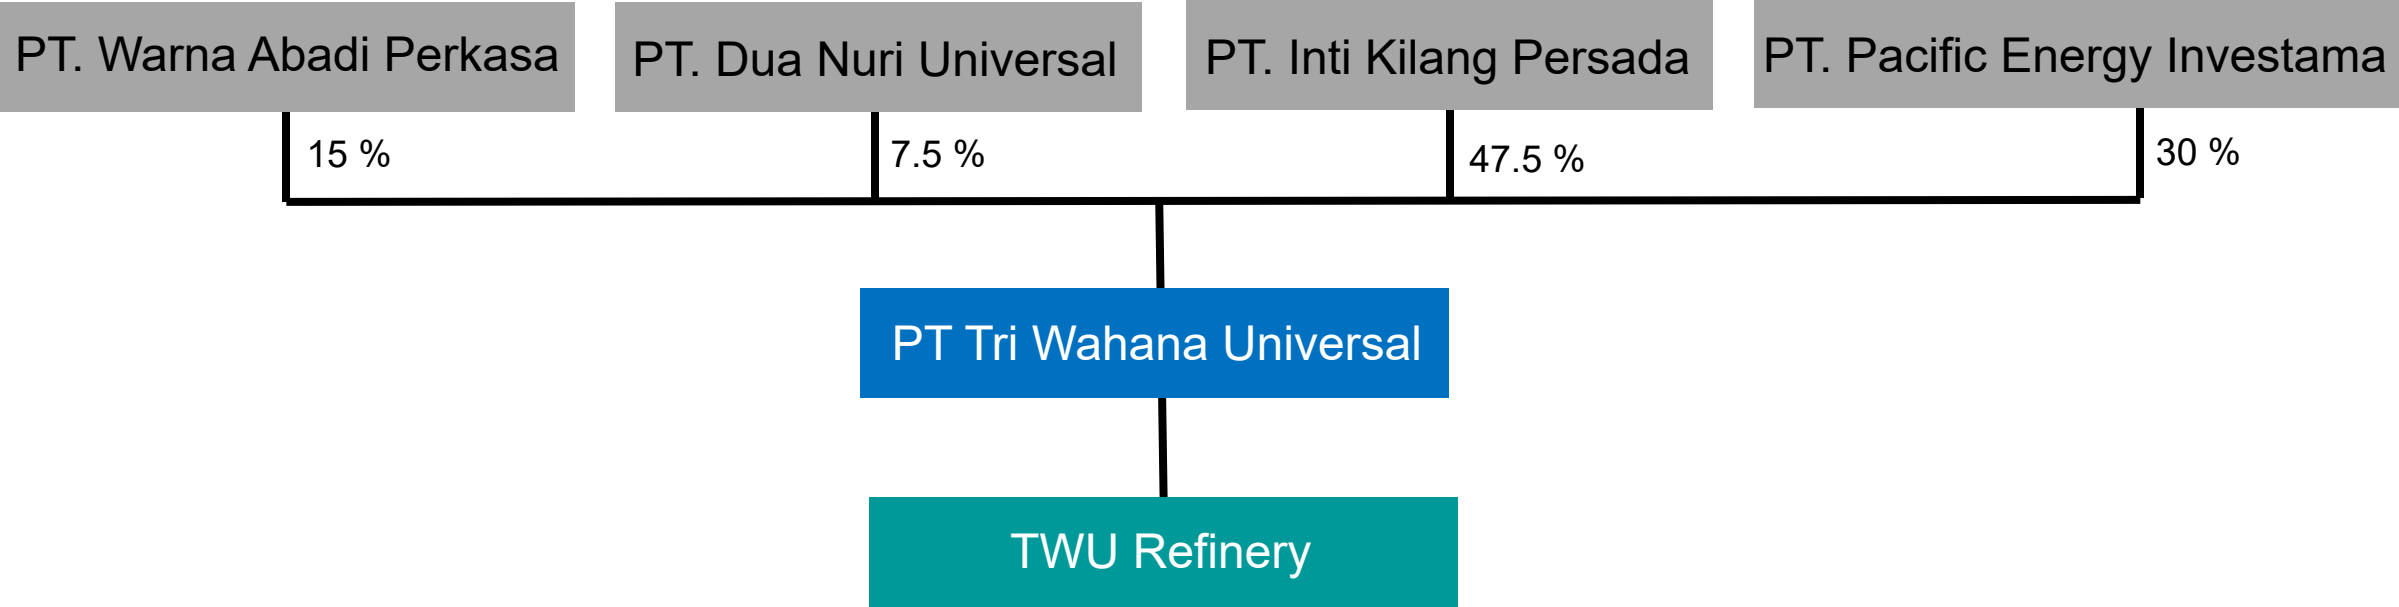 PT. Warna Abadi Perkasa
PT. Dua Nuri Universal
PT. Inti Kilang Persada
PT. Pacific Energy Investama
15 %
7.5 %
47.5 %
30 %
PT Tri Wahana Universal
TWU Refinery